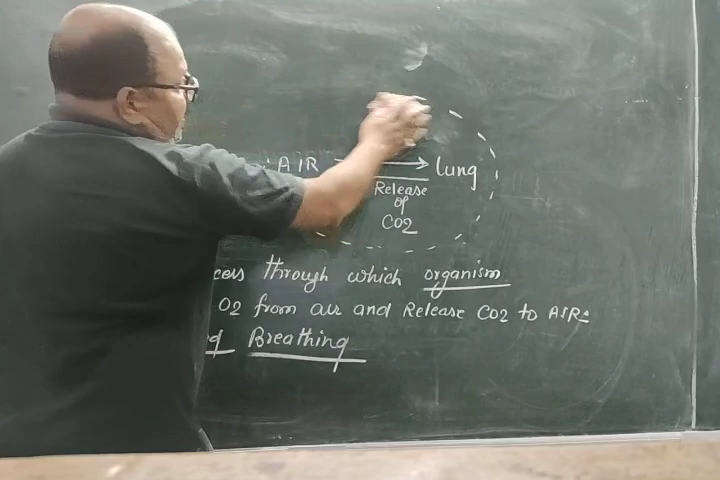 AIR
lung
Release
of
CO2
through which organism
O2 from air and Release CO2 to AIR
Breathing